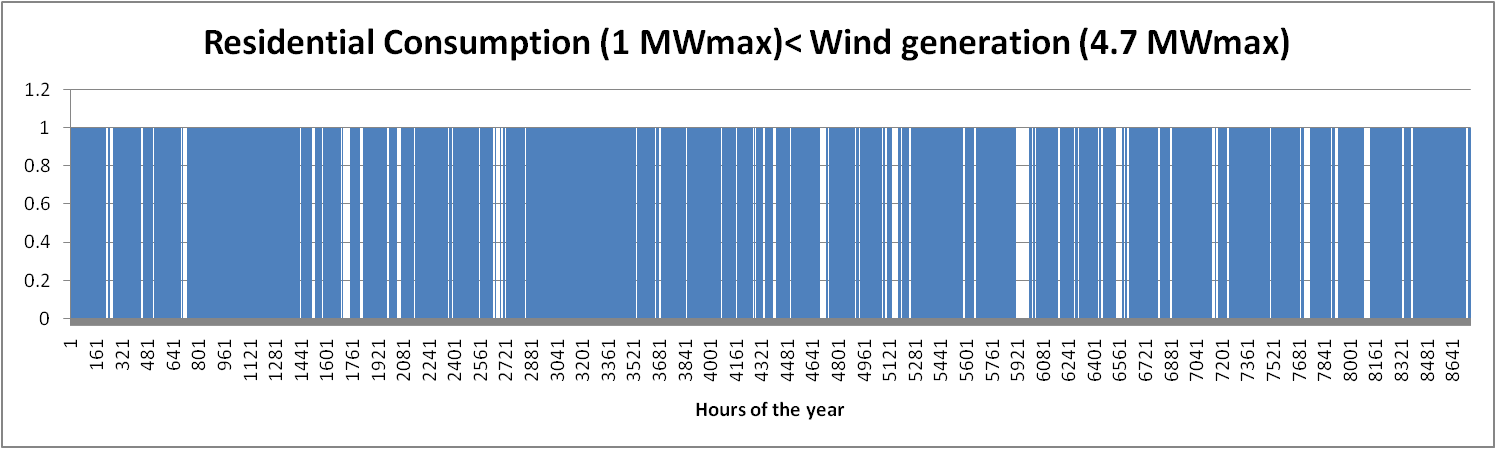 Residential Consumption (1 MWmax)< Wind generation (4.7 MWmax)
1.2
1
0.8
0.6
0.4
0.2
0
1 161 321 481 641 801 961 1121 1281 1441 1601 1761 1921 2081 2241 2401 2561 2721 2881 3041 3201 3361 3521 3681 3841 4001 4161 4321 4481 4641 4801 4961 5121 5281 5441 5601 5761 5921 6081 6241 6401 6561 6721 6881 7041 7201 7361 7521 7681 7841 8001 8161 8321 8481 8641
Hours of the year